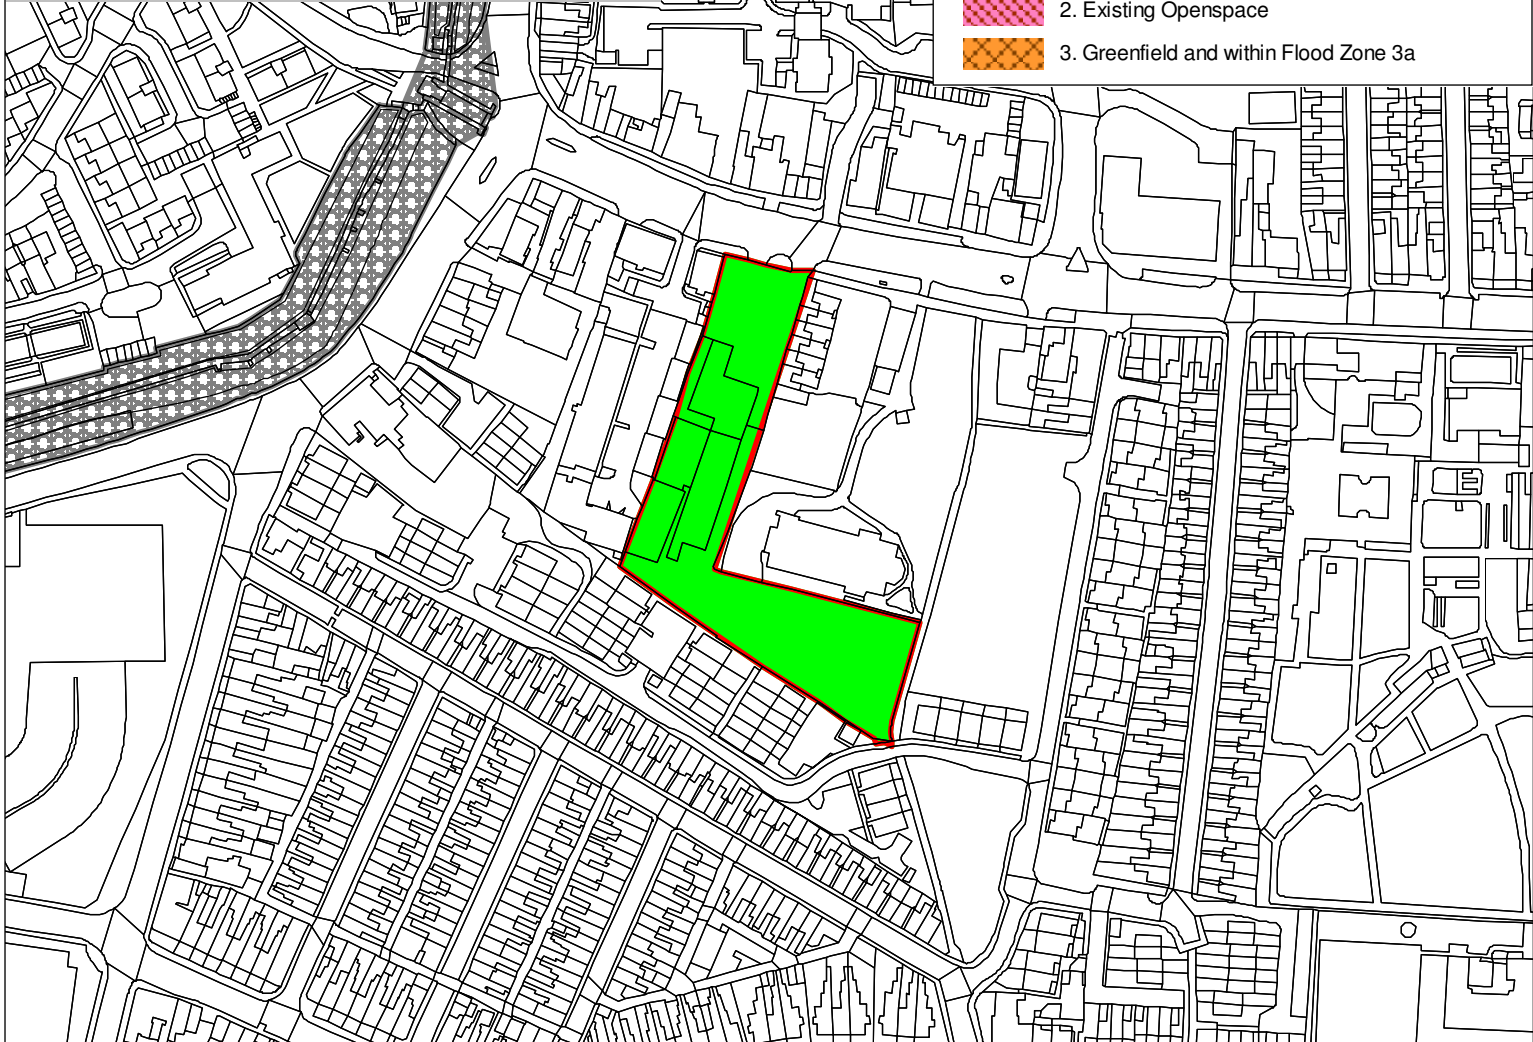 2. Existing Openspace
3. Greenfield and within Flood Zone 3a